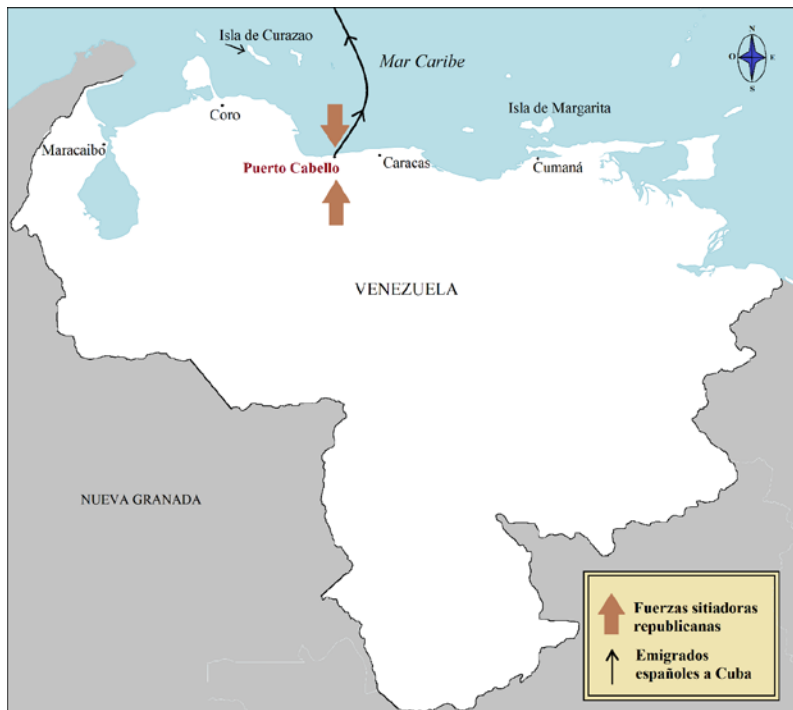 Isla de Curazao
Mar Caribe
N
O
E
S
Isla de Margarita
Coro
Maracaibo
Puerto Cabello
Caracas
Cumaná
VENEZUELA
NUEVA GRANADA
Fuerzas sitiadoras
republicanas
Emigrados
españoles a Cuba